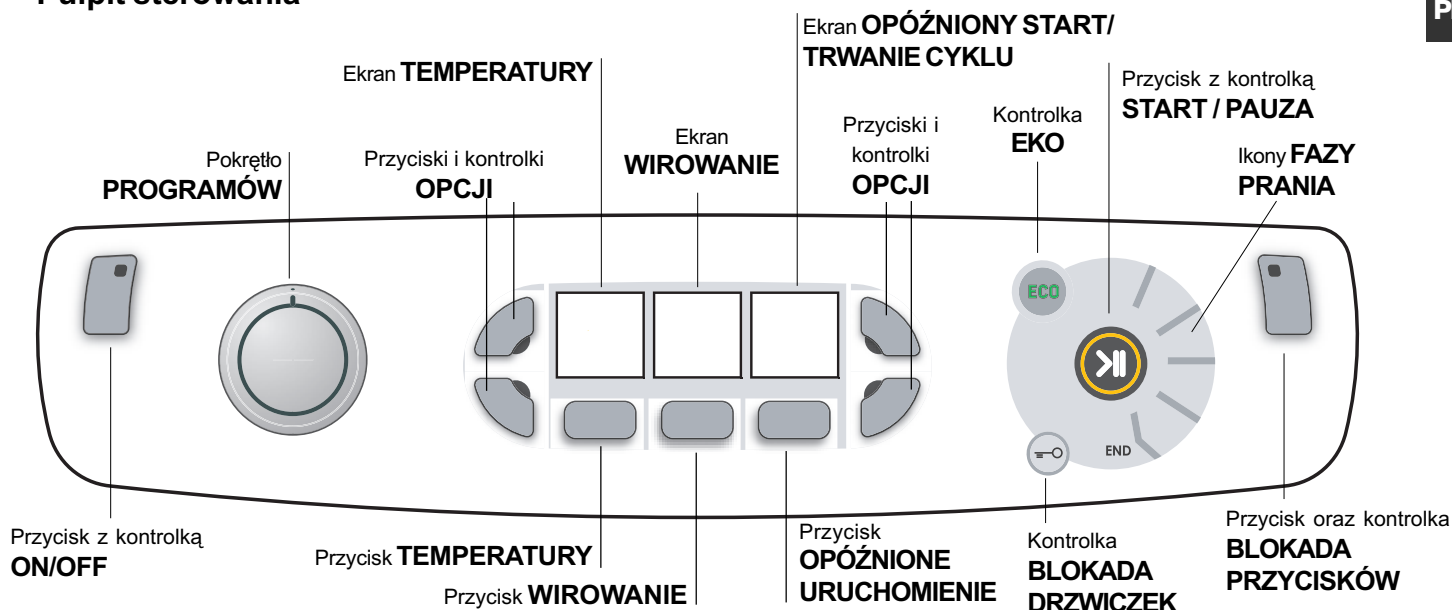 Pulpit sterowania
P
Ekran OPÓŹNIONY START/
TRWANIE CYKLU
Ekran TEMPERATURY
Przycisk z kontrolką
START / PAUZA
Przyciski i
kontrolki
OPCJI
Kontrolka
EKO
Ekran
WIROWANIE
Pokrętło
PROGRAMÓW
Przyciski i kontrolki
OPCJI
Ikony FAZY
PRANIA
ECO
END
Przycisk z kontrolką
ON/OFF
Przycisk TEMPERATURY
Przycisk WIROWANIE
Przycisk
OPÓŹNIONE
URUCHOMIENIE
Kontrolka
BLOKADA
DRZWICZEK
Przycisk oraz kontrolka
BLOKADA
PRZYCISKÓW